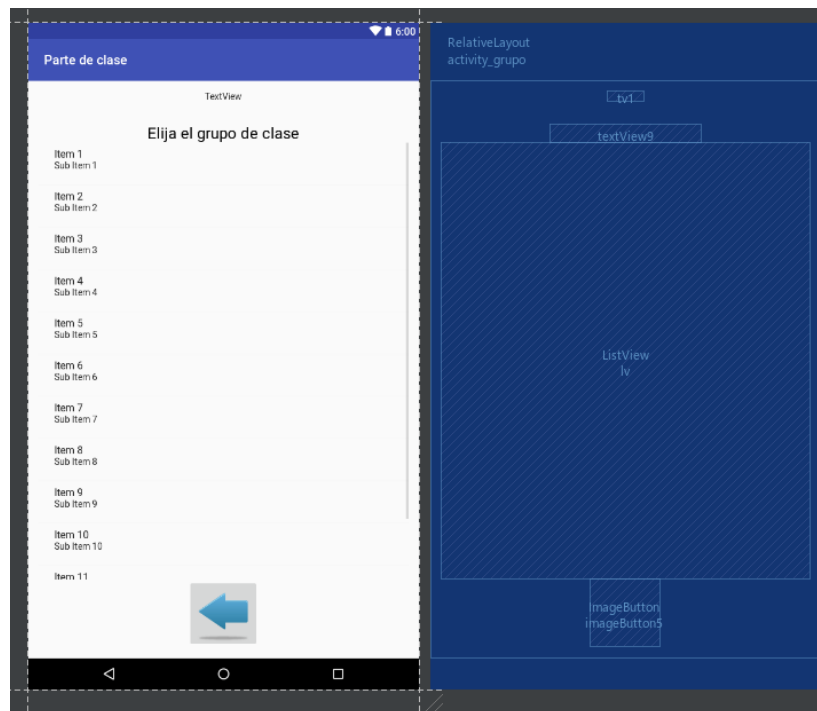 6:00
Parte de clase
TextView
Elija el grupo de clase
Item 1
Sub Item 1
Item 2
Sub Item 2
Item 3
Sub Item 3
Item 4
Sub Item 4
Item 5
Sub Item 5
Item 6
Sub Item 6
Item 7
Sub Item 7
Item 8
Sub Item 8
Item 9
Sub Item 9
Item 10
Sub Item 10
Item 11
RelativeLayout
activity_grupo
tv1
textView9
ListView
lv
ImageButton
imageButton5